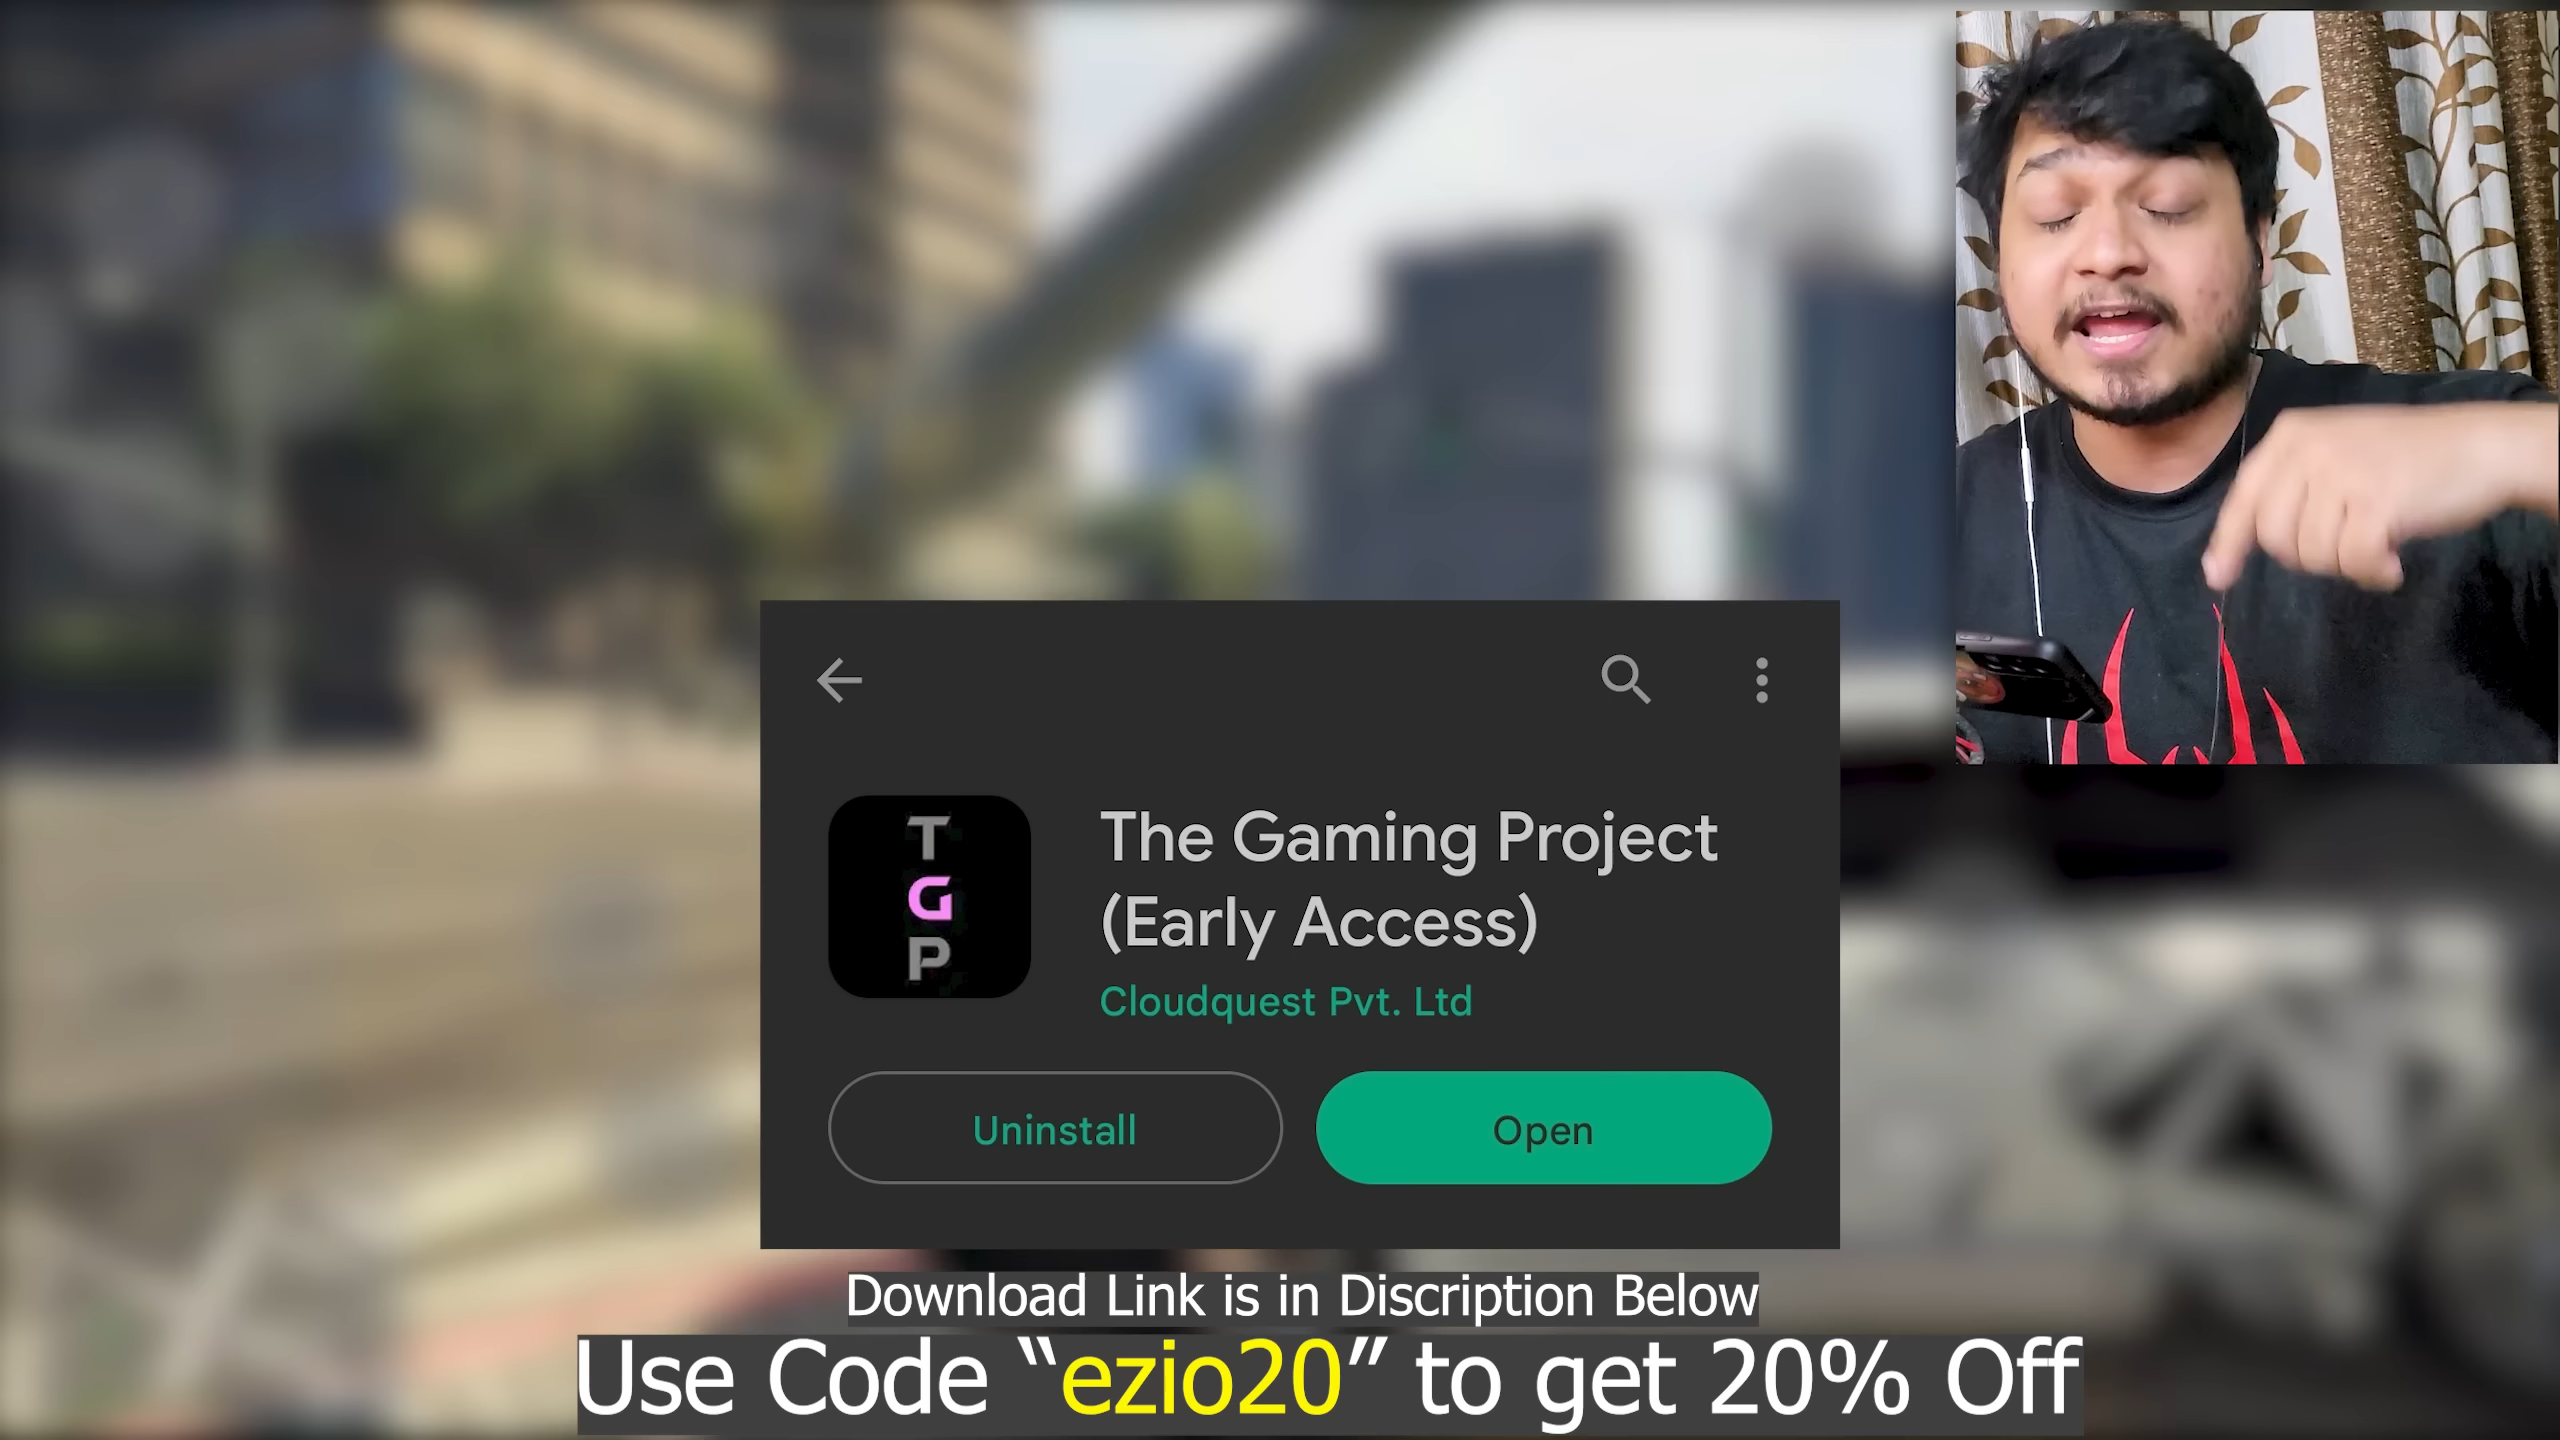 T
G
P
The Gaming Project
(Early Access)
Cloudquest Pvt. Ltd
Uninstall
Open
Download Link is in Discription Below
Use Code “ezio20” to get 20% Off